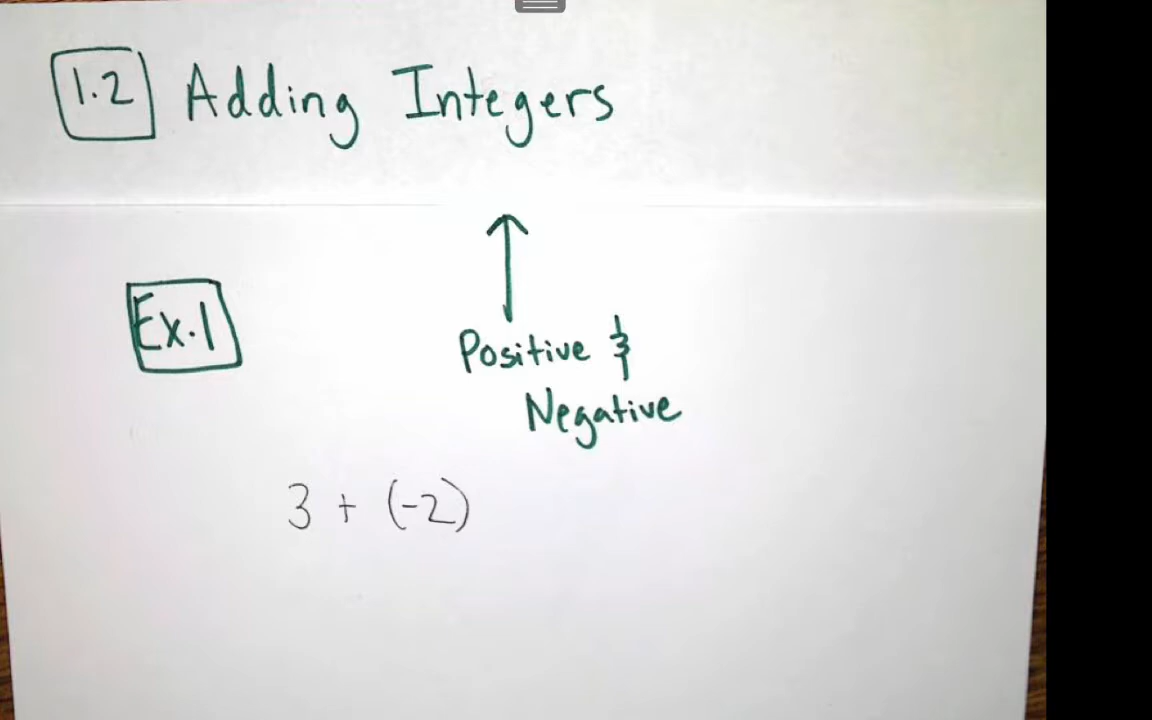 1.2 Adding Integers
Ex.1
Positive &
Negative
3 + (-2)